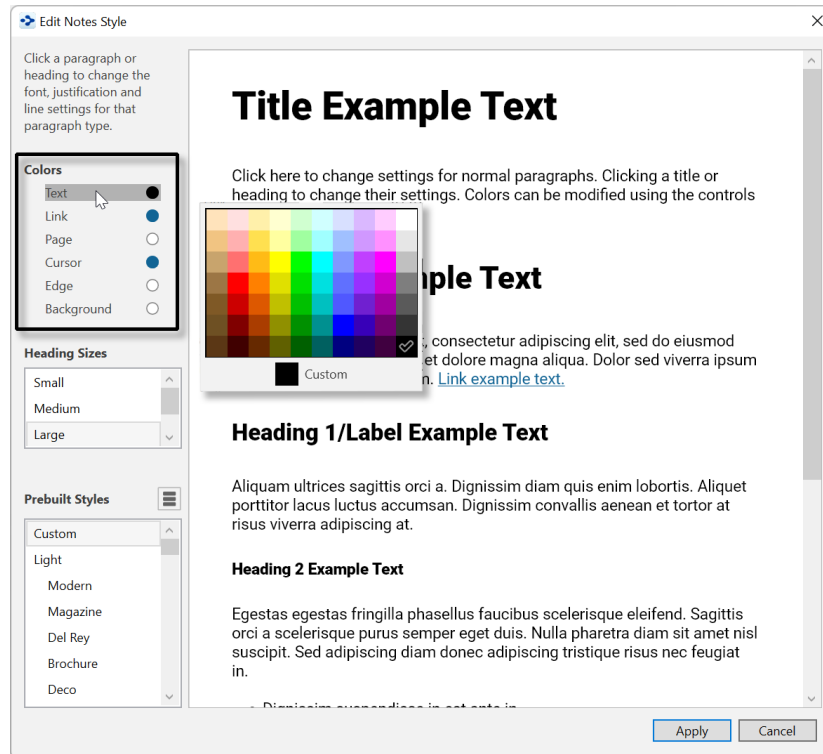 Edit Notes Style
Click a paragraph or
heading to change the
font, justification and
line settings for that
paragraph type.
Colors
Text
Link
Page
Cursor
Edge
Background
Heading Sizes
Small
Medium
Large
Prebuilt Styles
Custom
Light
Modern
Magazine
Del Rey
Brochure
Deco
Title Example Text
Click here to change settings for normal paragraphs. Clicking a title or
heading to change their settings. Colors can be modified using the controls
Custom
Text
consectetur adipiscing elit, sed do eiusmod
et dolore magna aliqua. Dolor sed viverra ipsum
Link example text.
Heading 1/Label Example Text
Aliquam ultrices sagittis orci a. Dignissim diam quis enim lobortis. Aliquet
porttitor lacus luctus accumsan. Dignissim convallis aenean et tortor at
risus viverra adipiscing at.
Heading 2 Example Text
Egestas egestas fringilla phasellus faucibus scelerisque eleifend. Sagittis
orci a scelerisque purus semper eget duis. Nulla pharetra diam sit amet nisl
suscipit. Sed adipiscing diam donec adipiscing tristique risus nec feugiat
in.
Apply
Cancel